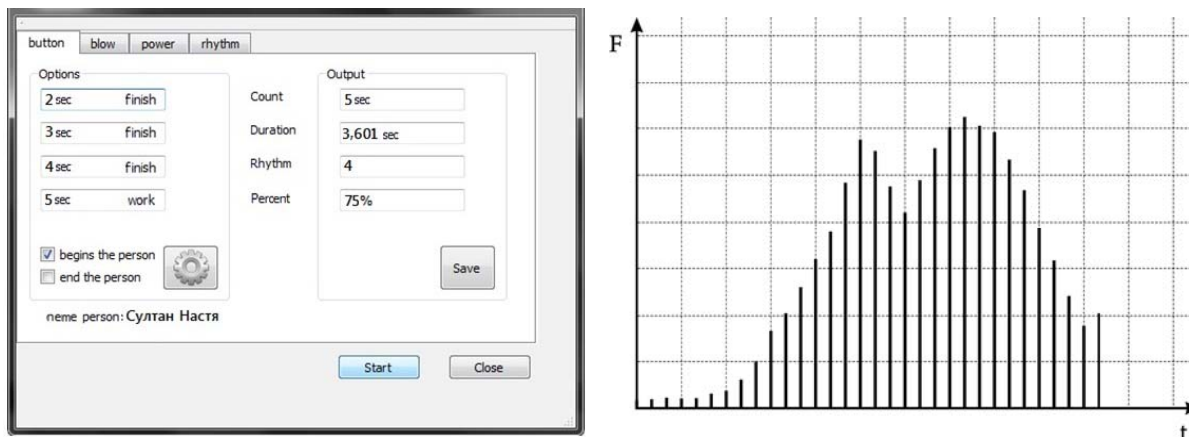 button blow power rhythm
Options
2 sec finish
3 sec finish
4 sec finish
5 sec work
begins the person
end the person
Count
Duration
Rhythm
Percent
Output
5 sec
3,601 sec
4
75%
Save
neme person: Султан Настя
Start Close
F
t